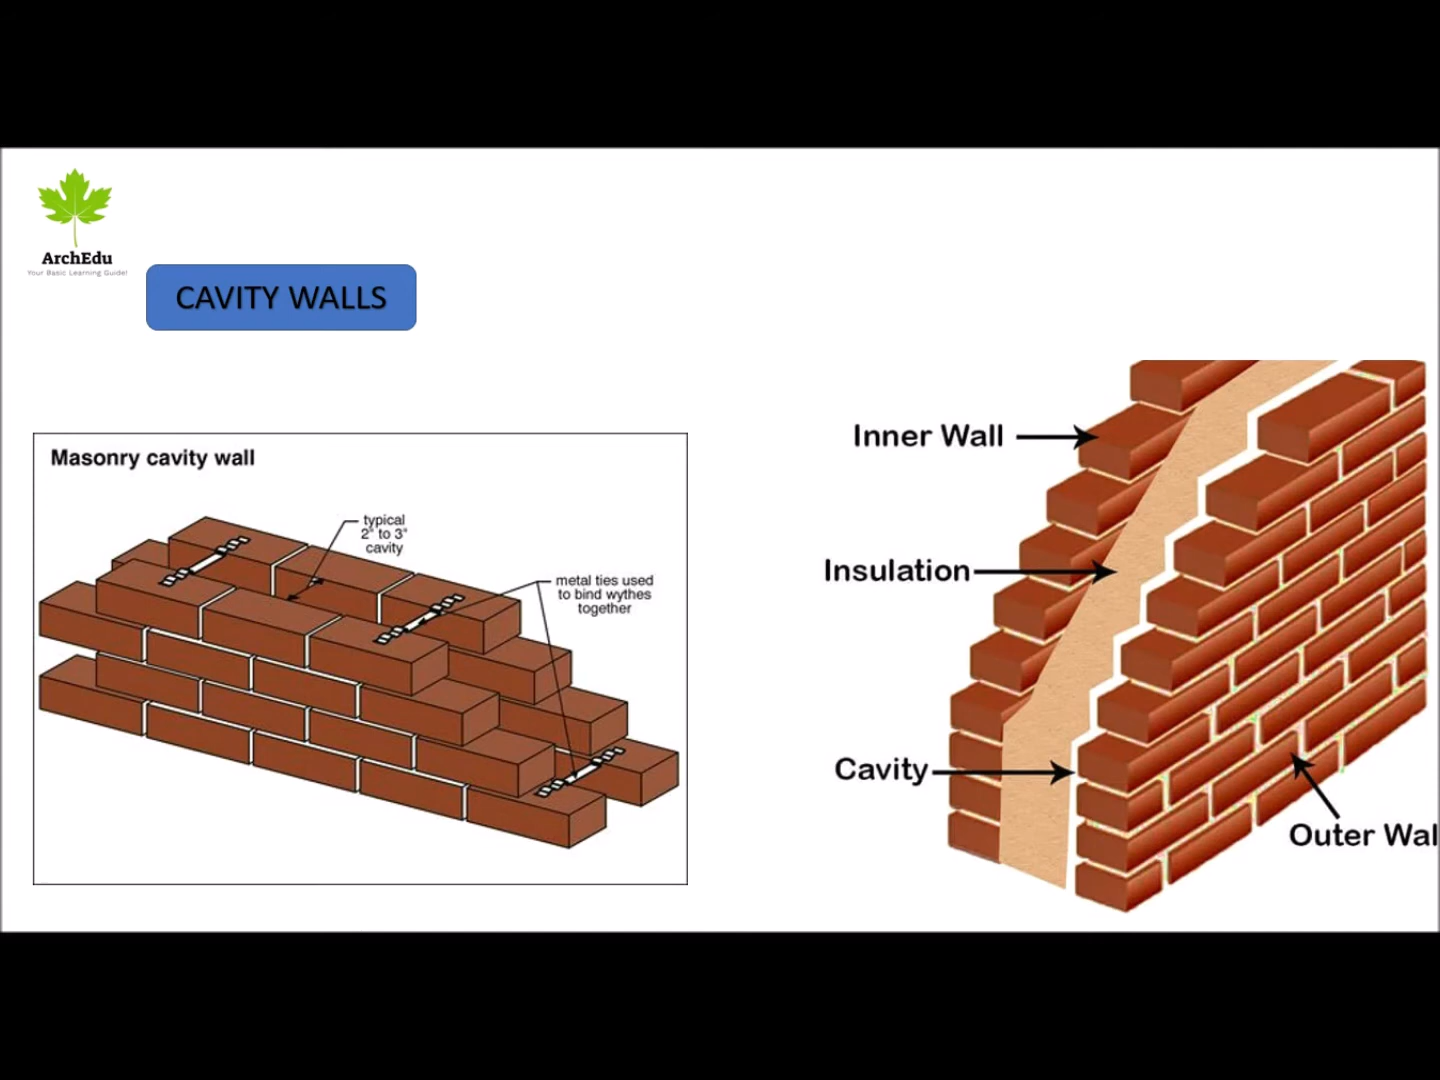 ArchEdu
Your Basic Learning Guide!
CAVITY WALLS
Masonry cavity wall
typical
2" to 3"
cavity
metal ties used
to bind wythes
together
Inner Wall
Insulation
Cavity
Outer Wal